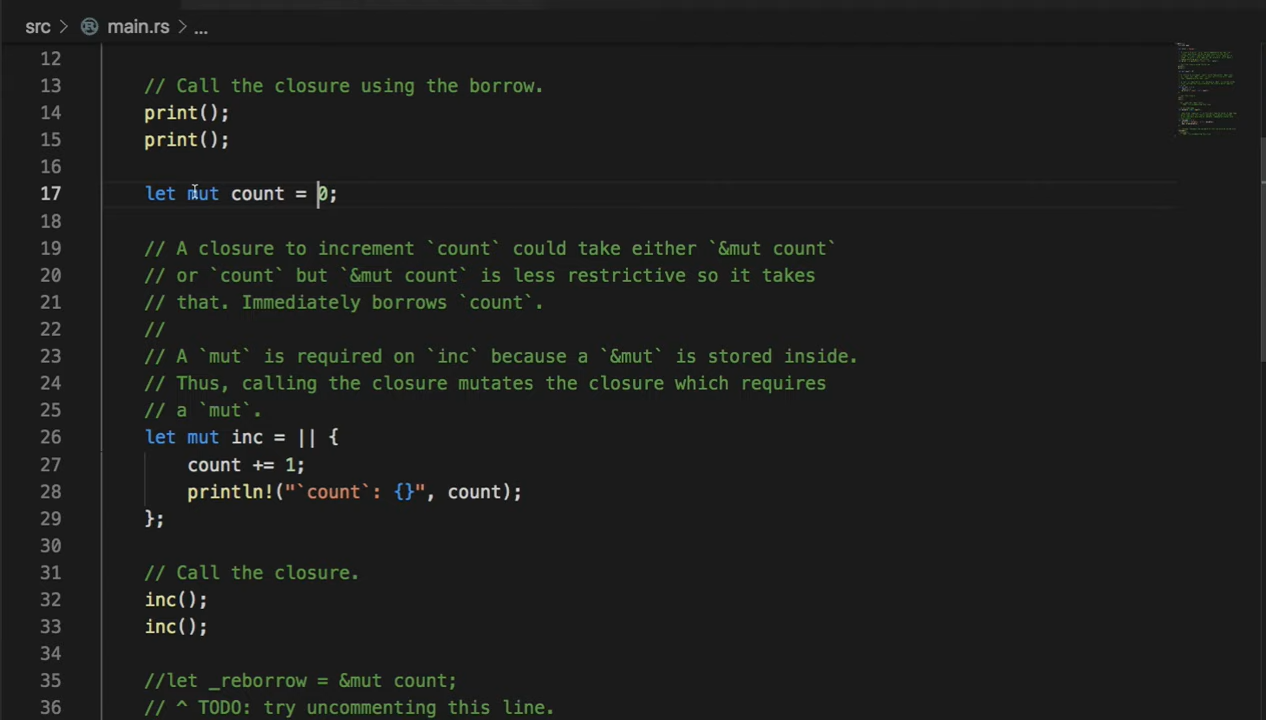 src > main.rs > ...
12
13 // Call the closure using the borrow.
14 print();
15 print();
16
17 let mut count = 0;
18
19 // A closure to increment `count` could take either `&mut count`
20 // or `count` but `&mut count` is less restrictive so it takes
21 // that. Immediately borrows `count`.
22 //
23 // A `mut` is required on `inc` because a `&mut` is stored inside.
24 // Thus, calling the closure mutates the closure which requires
25 // a `mut`.
26 let mut inc = || {
27 count += 1;
28 println!("`count`: {}", count);
29 };
30
31 // Call the closure.
32 inc();
33 inc();
34
35 //let _reborrow = &mut count;
36 // ^ TODO: try uncommenting this line.